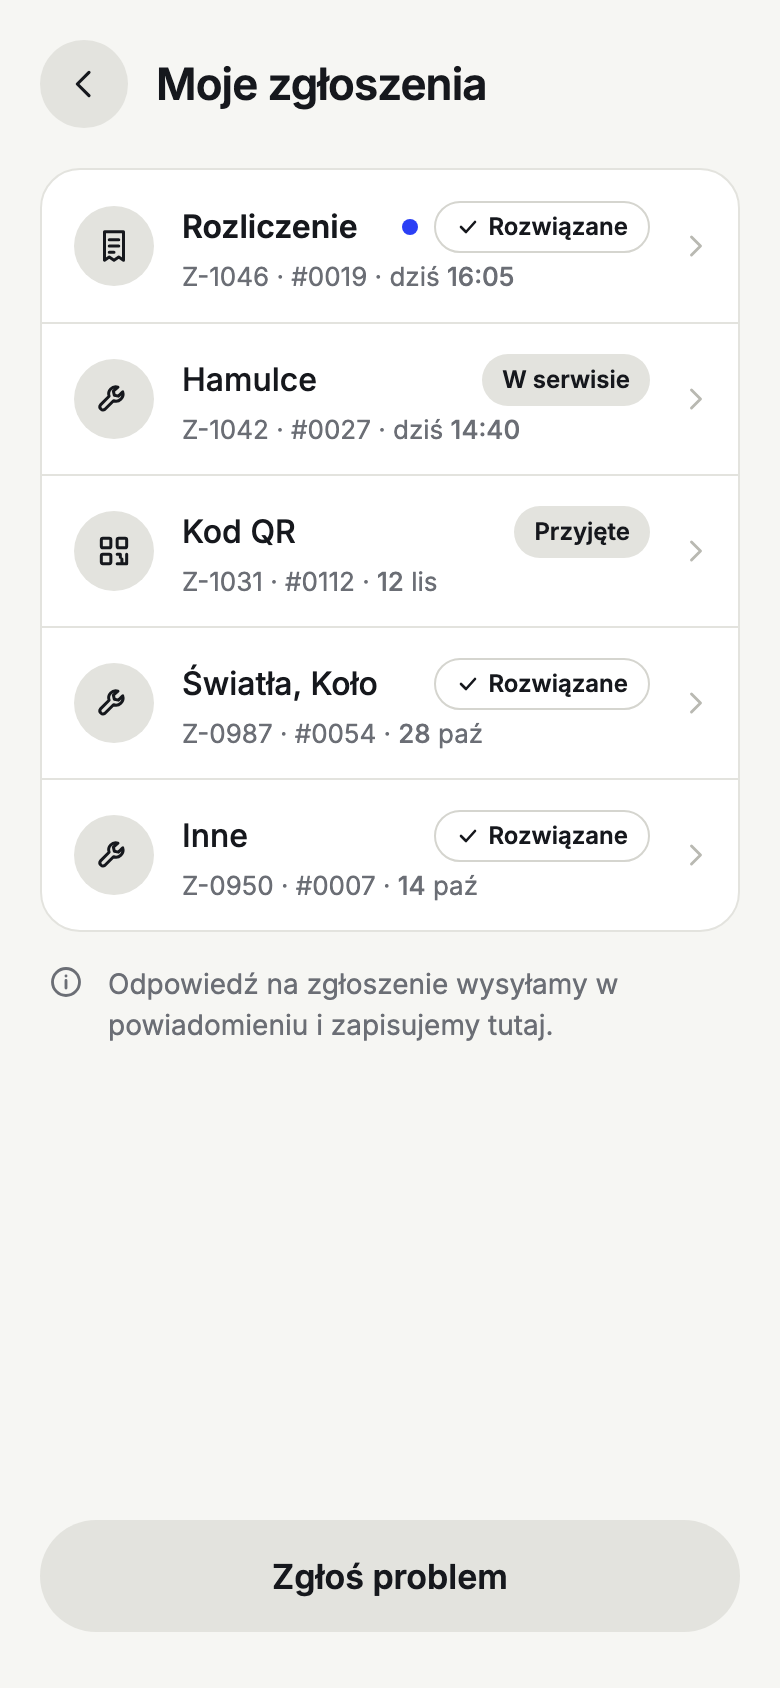 Moje zgłoszenia
Rozliczenie
Rozwiązane
Z-1046 · #0019 · dziś 16:05
Hamulce
W serwisie
Z-1042 · #0027 · dziś 14:40
Kod QR
Przyjęte
Z-1031 · #0112 · 12 lis
Światła, Koło
Rozwiązane
Z-0987 · #0054 · 28 paź
Inne
Rozwiązane
Z-0950 · #0007 · 14 paź
Odpowiedź na zgłoszenie wysyłamy w
powiadomieniu i zapisujemy tutaj.
Zgłoś problem